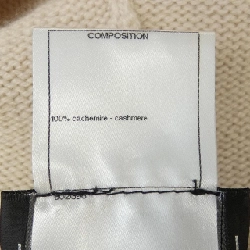 COMPOSITION
100% cachemire - cashmere